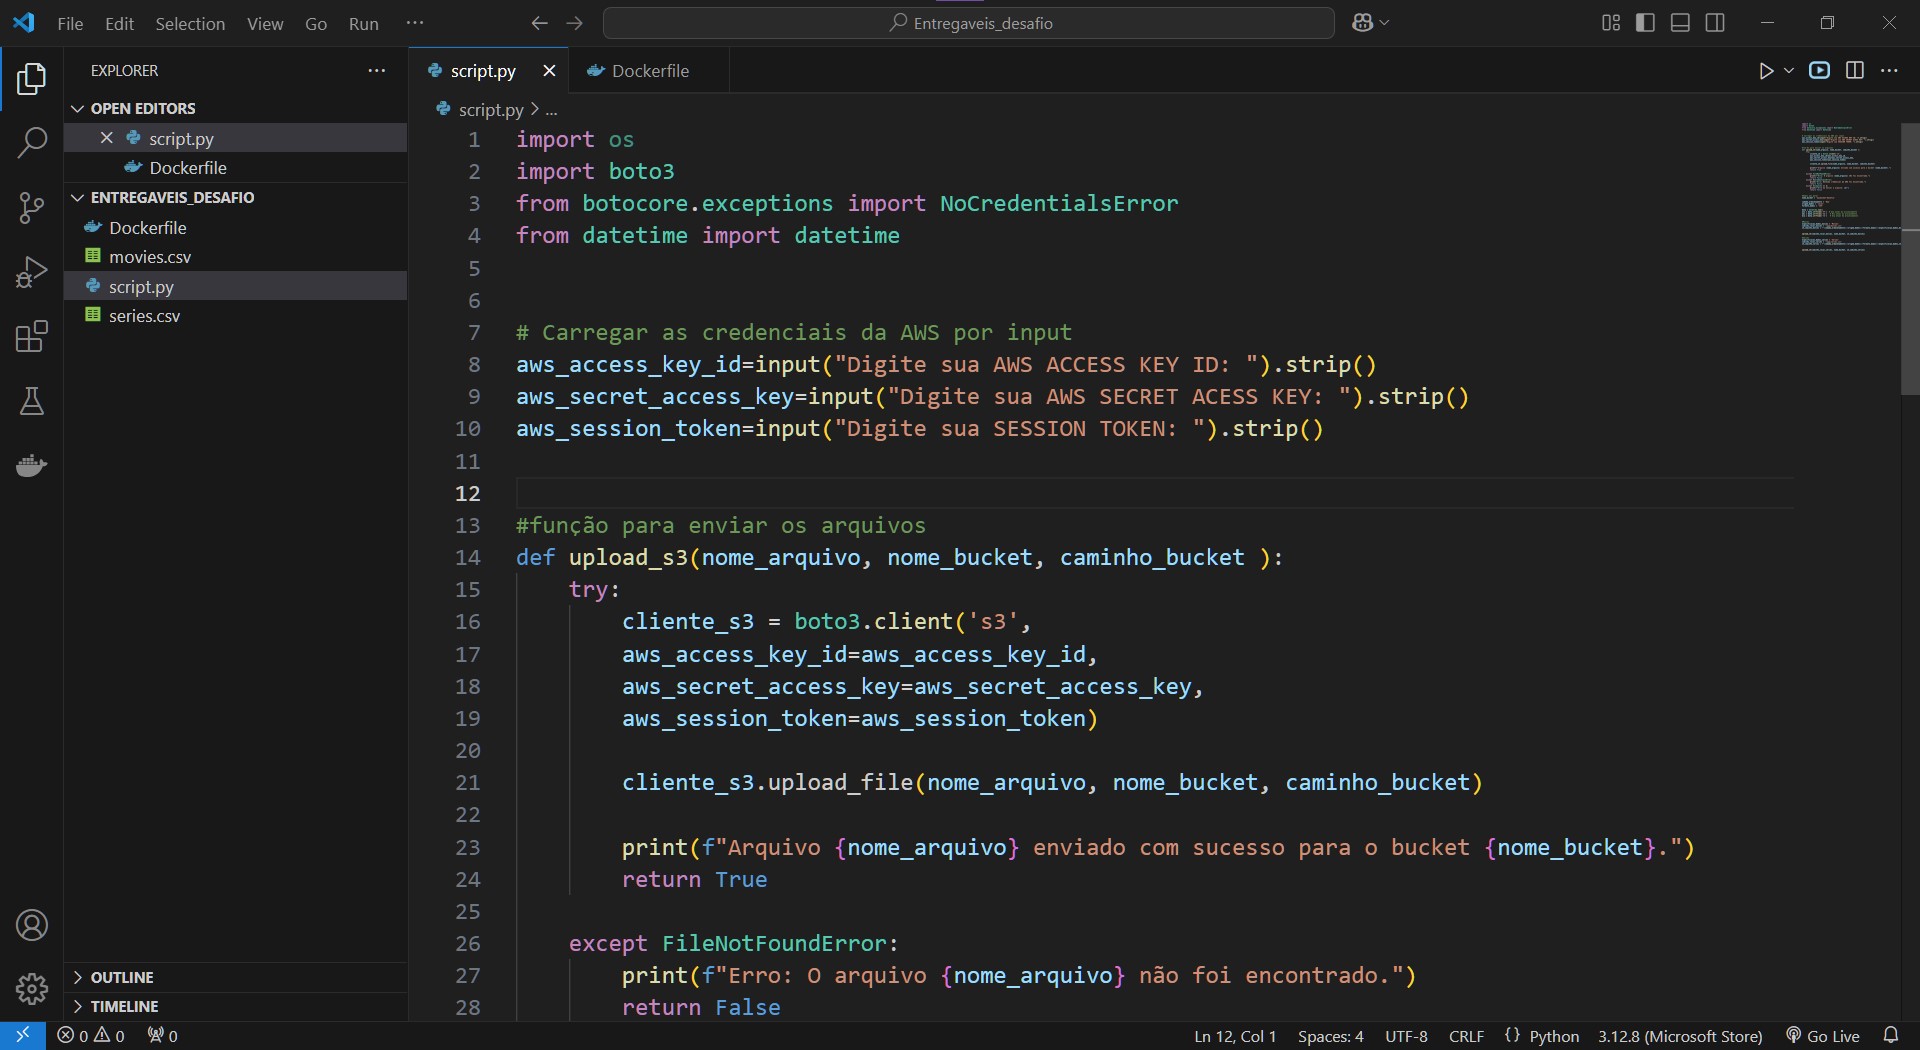 File Edit Selection View Go Run ··· Entregaveis_desafio
EXPLORER
OPEN EDITORS
script.py
Dockerfile
ENTREGAVEIS_DESAFIO
Dockerfile
movies.csv
script.py
series.csv
OUTLINE
TIMELINE
script.py Dockerfile
script.py > ...
1 import os
2 import boto3
3 from botocore.exceptions import NoCredentialsError
4 from datetime import datetime
5
6
7 # Carregar as credenciais da AWS por input
8 aws_access_key_id=input("Digite sua AWS ACCESS KEY ID: ").strip()
9 aws_secret_access_key=input("Digite sua AWS SECRET ACESS KEY: ").strip()
10 aws_session_token=input("Digite sua SESSION TOKEN: ").strip()
11
12
13 #função para enviar os arquivos
14 def upload_s3(nome_arquivo, nome_bucket, caminho_bucket ):
15     try:
16         cliente_s3 = boto3.client('s3',
17         aws_access_key_id=aws_access_key_id,
18         aws_secret_access_key=aws_secret_access_key,
19         aws_session_token=aws_session_token)
20
21         cliente_s3.upload_file(nome_arquivo, nome_bucket, caminho_bucket)
22
23         print(f"Arquivo {nome_arquivo} enviado com sucesso para o bucket {nome_bucket}.")
24         return True
25
26     except FileNotFoundError:
27         print(f"Erro: O arquivo {nome_arquivo} não foi encontrado.")
28         return False
0 0 0 Ln 12, Col 1 Spaces: 4 UTF-8 CRLF {} Python 3.12.8 (Microsoft Store) Go Live